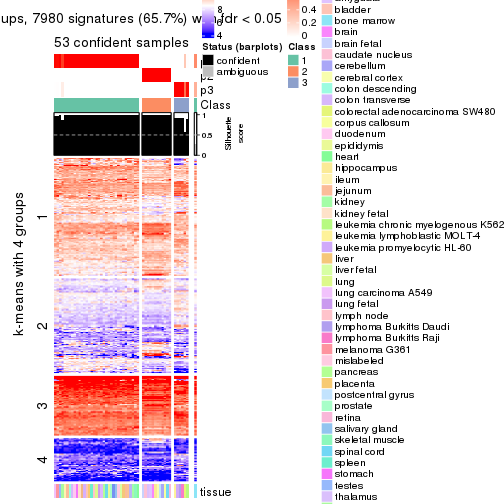 ups, 7980 signatures (65.7%) with fdr < 0.05
53 confident samples
p2
p3
Class
1
0.5
0
Silhouette
score
k-means with 4 groups
1
2
3
4
tissue
8
6
4
0.4
0.2
0
Status (barplots)
confident
ambiguous
Class
1
2
3
bladder
bone marrow
brain
brain fetal
caudate nucleus
cerebellum
cerebral cortex
colon descending
colon transverse
colorectal adenocarcinoma SW480
corpus callosum
duodenum
epididymis
heart
hippocampus
ileum
jejunum
kidney
kidney fetal
leukemia chronic myelogenous K562
leukemia lymphoblastic MOLT-4
leukemia promyelocytic HL-60
liver
liver fetal
lung
lung carcinoma A549
lung fetal
lymph node
lymphoma Burkitts Daudi
lymphoma Burkitts Raji
melanoma G361
mislabeled
pancreas
placenta
postcentral gyrus
prostate
retina
salivary gland
skeletal muscle
spinal cord
spleen
stomach
testes
thalamus